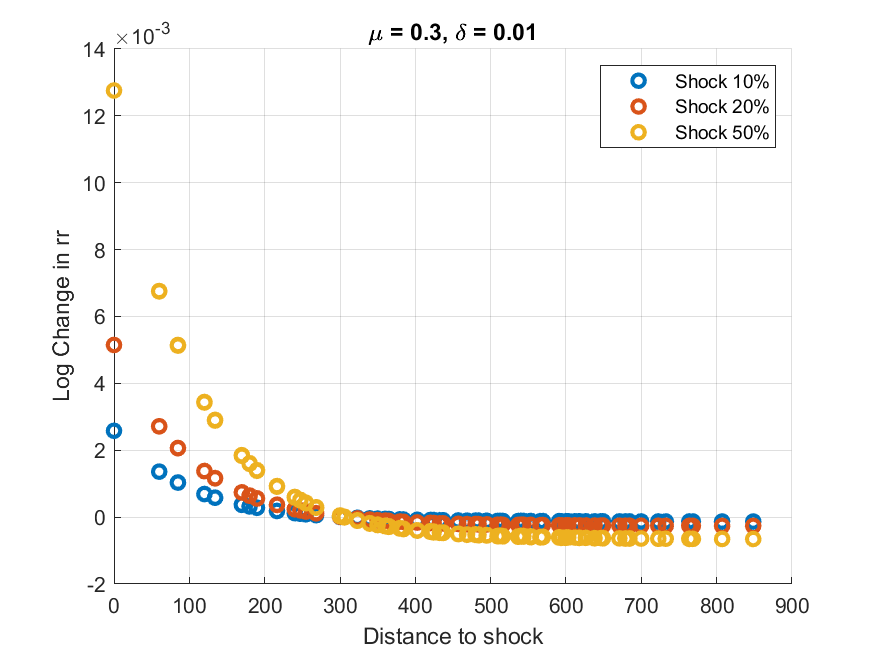 ×10⁻³
μ = 0.3, δ = 0.01
14
12
10
8
6
4
2
0
-2
Log Change in rr
Shock 10%
Shock 20%
Shock 50%
0 100 200 300 400 500 600 700 800 900
Distance to shock